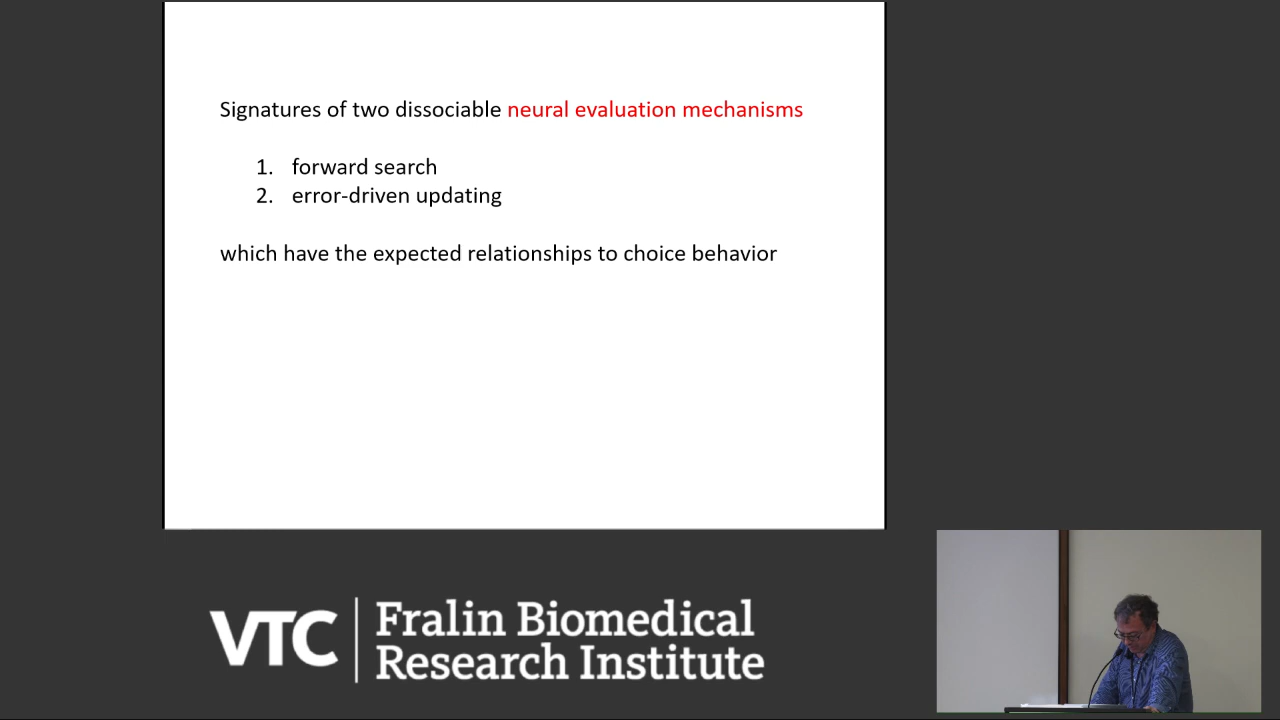 Signatures of two dissociable neural evaluation mechanisms
1. forward search
2. error-driven updating
which have the expected relationships to choice behavior
VTC
Fralin Biomedical
Research Institute